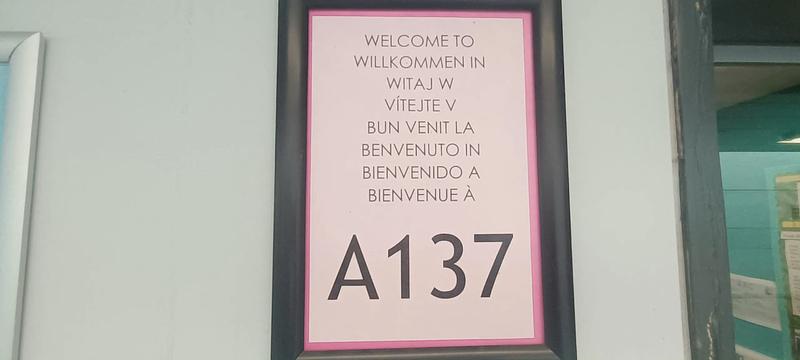 WELCOME TO
WILLKOMMEN IN
WITAJ W
VÍTEJTE V
BUN VENIT LA
BENVENUTO IN
BIENVENIDO A
BIENVENUE À
A137